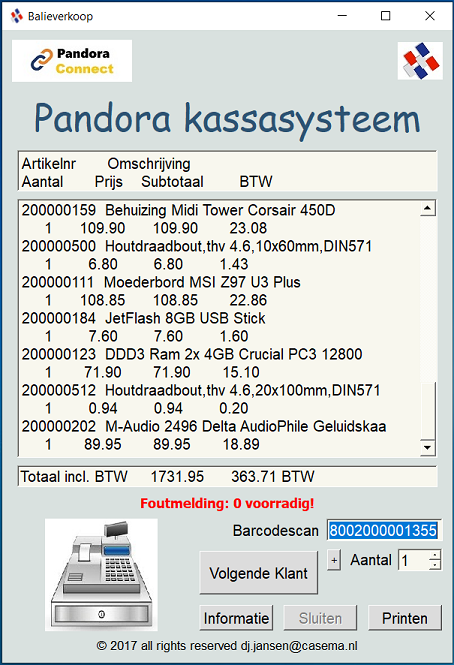 Balieverkoop
Pandora
Connect
Pandora kassasysteem
Artikelnr Omschrijving
Aantal Prijs Subtotaal BTW
200000159 Behuizing Midi Tower Corsair 450D
1 109.90 109.90 23.08
200000500 Houtdraadbout,thv 4.6,10x60mm,DIN571
1 6.80 6.80 1.43
200000111 Moederbord MSI Z97 U3 Plus
1 108.85 108.85 22.86
200000184 JetFlash 8GB USB Stick
1 7.60 7.60 1.60
200000123 DDD3 Ram 2x 4GB Crucial PC3 12800
1 71.90 71.90 15.10
200000512 Houtdraadbout,thv 4.6,20x100mm,DIN571
1 0.94 0.94 0.20
200000202 M-Audio 2496 Delta AudioPhile Geluidskaa
1 89.95 89.95 18.89
Totaal incl. BTW 1731.95 363.71 BTW
Foutmelding: 0 voorradig!
Barcodescan 8002000001355
+ Aantal 1
Volgende Klant
Informatie Sluiten Printen
© 2017 all rights reserved dj.jansen@casema.nl